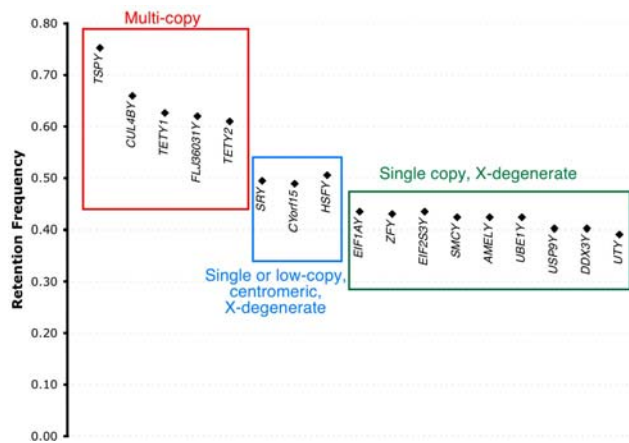 Multi-copy
0.80
0.70
0.60
0.50
0.40
0.30
0.20
0.10
0.00
Retention Frequency
TSPY
CUL4BY
TETY1
FLJ36031Y
TETY2
SRY
CYorf15
HSFY
Single or low-copy,
centromeric,
X-degenerate
Single copy, X-degenerate
EIF1AY
ZFY
EIF2S3Y
SMCY
AMELY
UBE1Y
USP9Y
DDX3Y
UTY